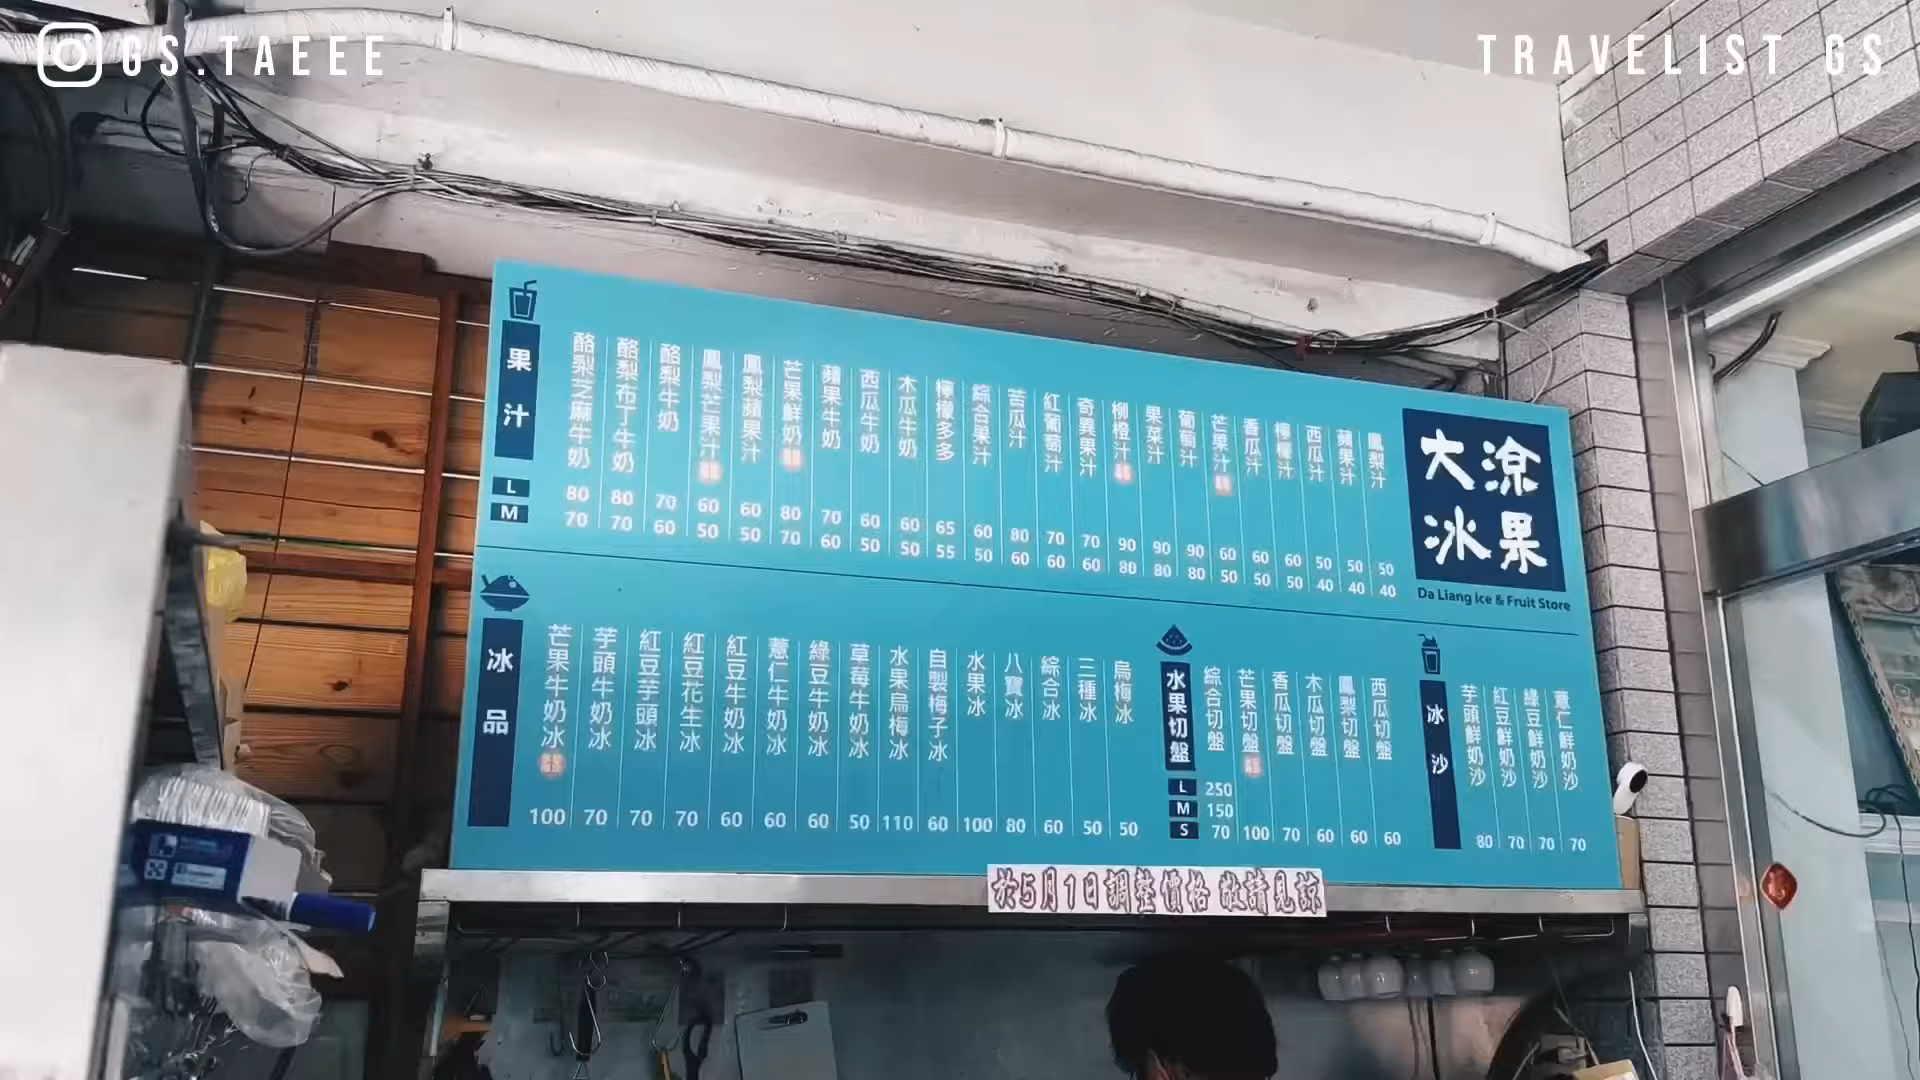 GS.TAEEE
TRAVELIST GS
大涼
冰果
Da Liang ice & Fruit Store
果汁
L
M
鳳梨汁 50 40
蘋果汁 50 40
西瓜汁 50 40
檸檬汁 60 50
香瓜汁 60 50
芒果汁 60 50
葡萄汁 90 80
果菜汁 90 80
柳橙汁 90 80
奇異果汁 70 60
紅葡萄汁 70 60
苦瓜汁 80 60
綜合果汁 60 50
檸檬多多 65 55
木瓜牛奶 60 50
西瓜牛奶 60 50
蘋果牛奶 70 60
芒果鮮奶 80 70
鳳梨蘋果汁 60 50
鳳梨芒果汁 60 50
酪梨牛奶 70 60
酪梨布丁牛奶 80 70
酪梨芝麻牛奶 80 70
冰品
烏梅冰 50
三種冰 50
綜合冰 60
八寶冰 80
水果冰 100
自製梅子冰 60
水果烏梅冰 110
草莓牛奶冰 50
綠豆牛奶冰 60
薏仁牛奶冰 60
紅豆牛奶冰 60
紅豆花生冰 70
紅豆芋頭冰 70
芋頭牛奶冰 70
芒果牛奶冰 100
水果切盤
L 250
M 150
S 70
西瓜切盤 60
鳳梨切盤 60
木瓜切盤 60
香瓜切盤 70
芒果切盤 100
綜合切盤
冰沙
薏仁鮮奶沙 70
綠豆鮮奶沙 70
紅豆鮮奶沙 70
芋頭鮮奶沙 80
於5月1日調整價格 敬請見諒